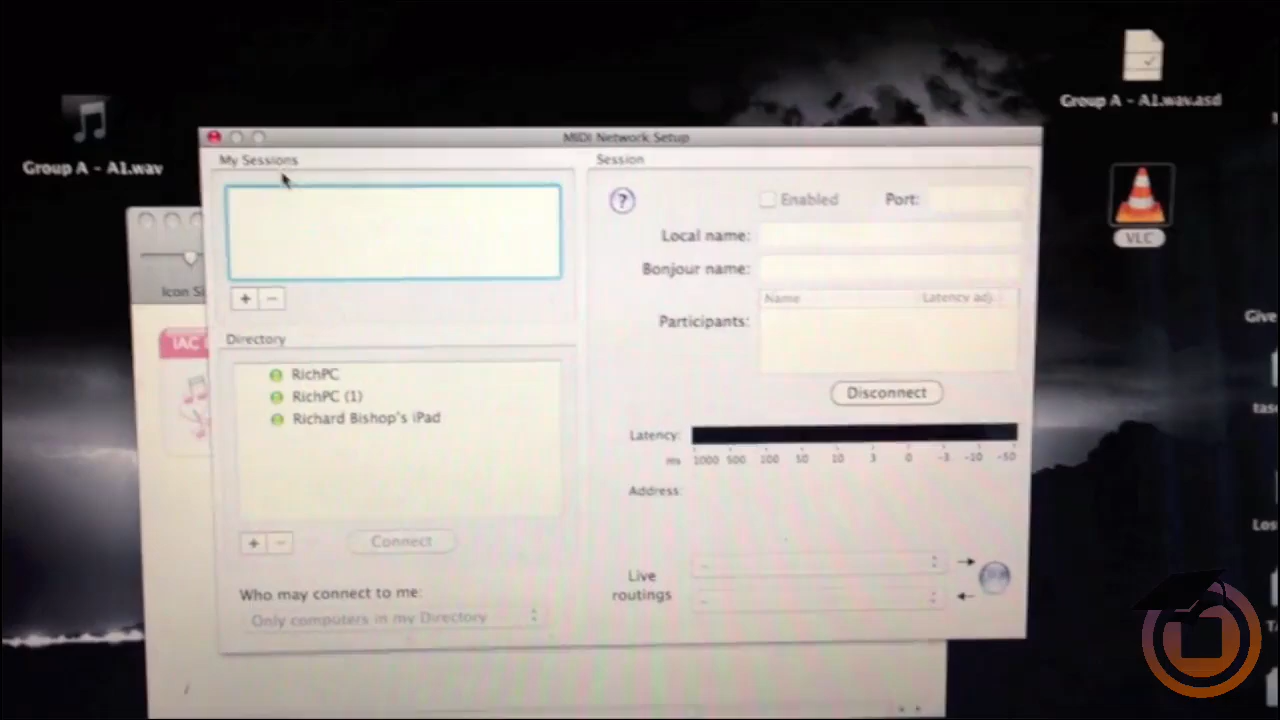 Group A - A1.wav.asd
Group A - A1.wav
MIDI Network Setup
My Sessions
Session
?
Enabled
Port:
VLC
Local name:
Bonjour name:
+ −
Icon Si
Name
Latency adj.
Participants:
Give
IAC
Directory
RichPC
RichPC (1)
Richard Bishop's iPad
Disconnect
Latency:
ms 1000 500 100 50 10 3 0 -3 -10 -50
Address:
+ −
Connect
Live
routings
Who may connect to me:
Only computers in my Directory